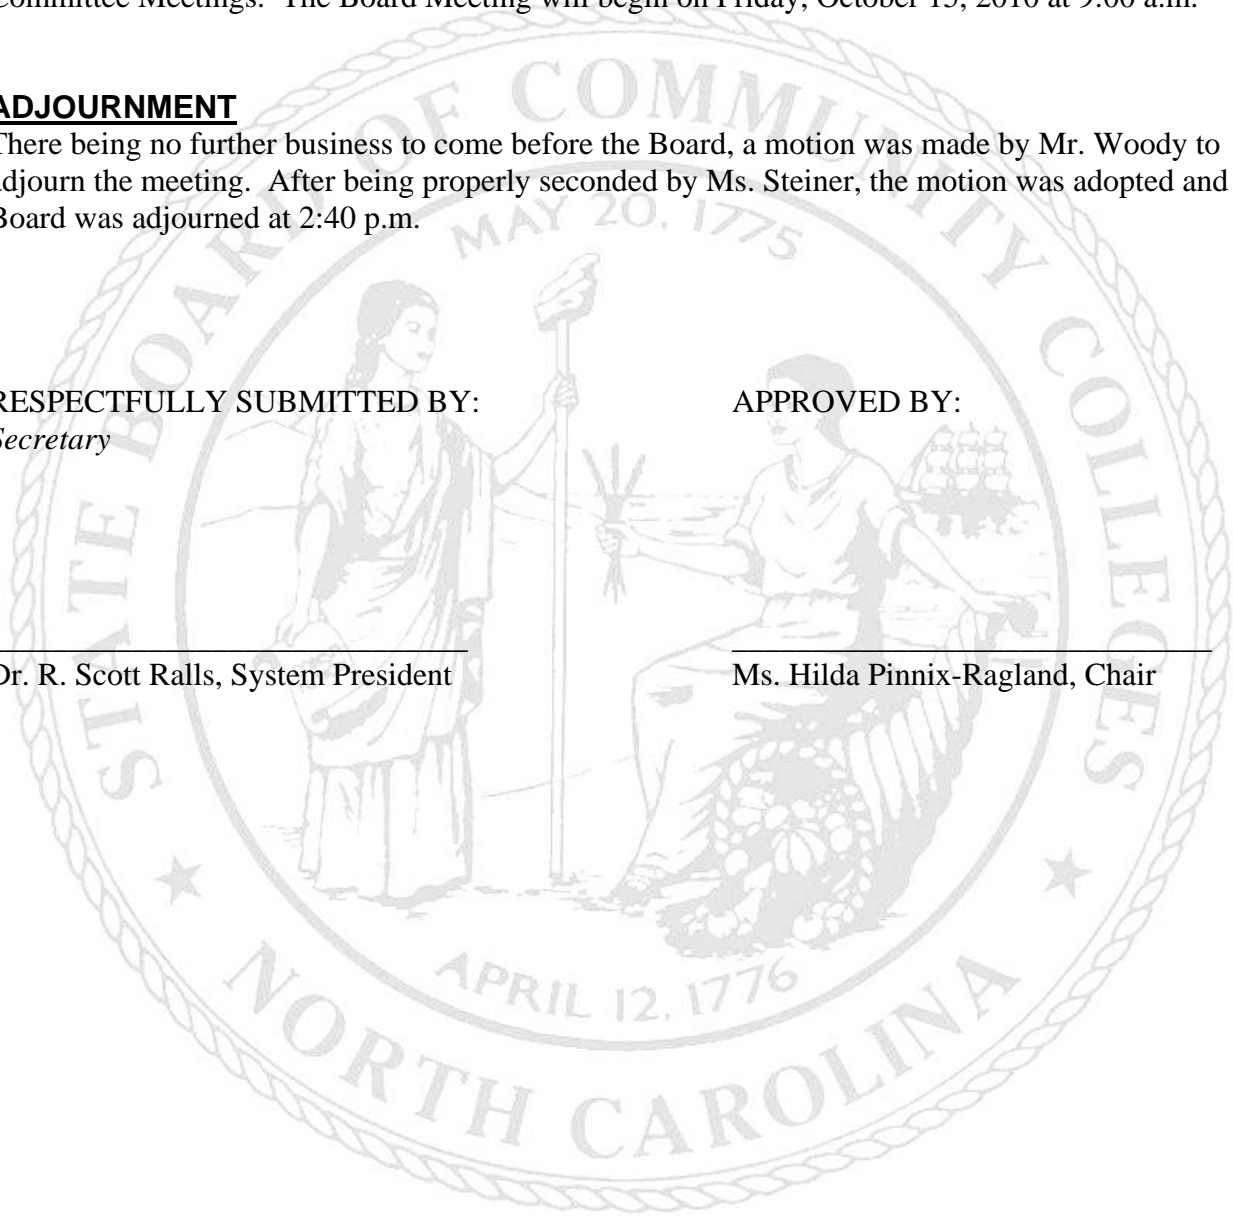 Committee Meetings. The Board Meeting will begin on Friday, October 15, 2010 at 9:00 a.m.
ADJOURNMENT
There being no further business to come before the Board, a motion was made by Mr. Woody to
adjourn the meeting. After being properly seconded by Ms. Steiner, the motion was adopted and
Board was adjourned at 2:40 p.m.
RESPECTFULLY SUBMITTED BY:
Secretary
APPROVED BY:
Dr. R. Scott Ralls, System President
Ms. Hilda Pinnix-Ragland, Chair
STATE BOARD OF COMMUNITY COLLEGES
MAY 20, 1775
APRIL 12, 1776
NORTH CAROLINA